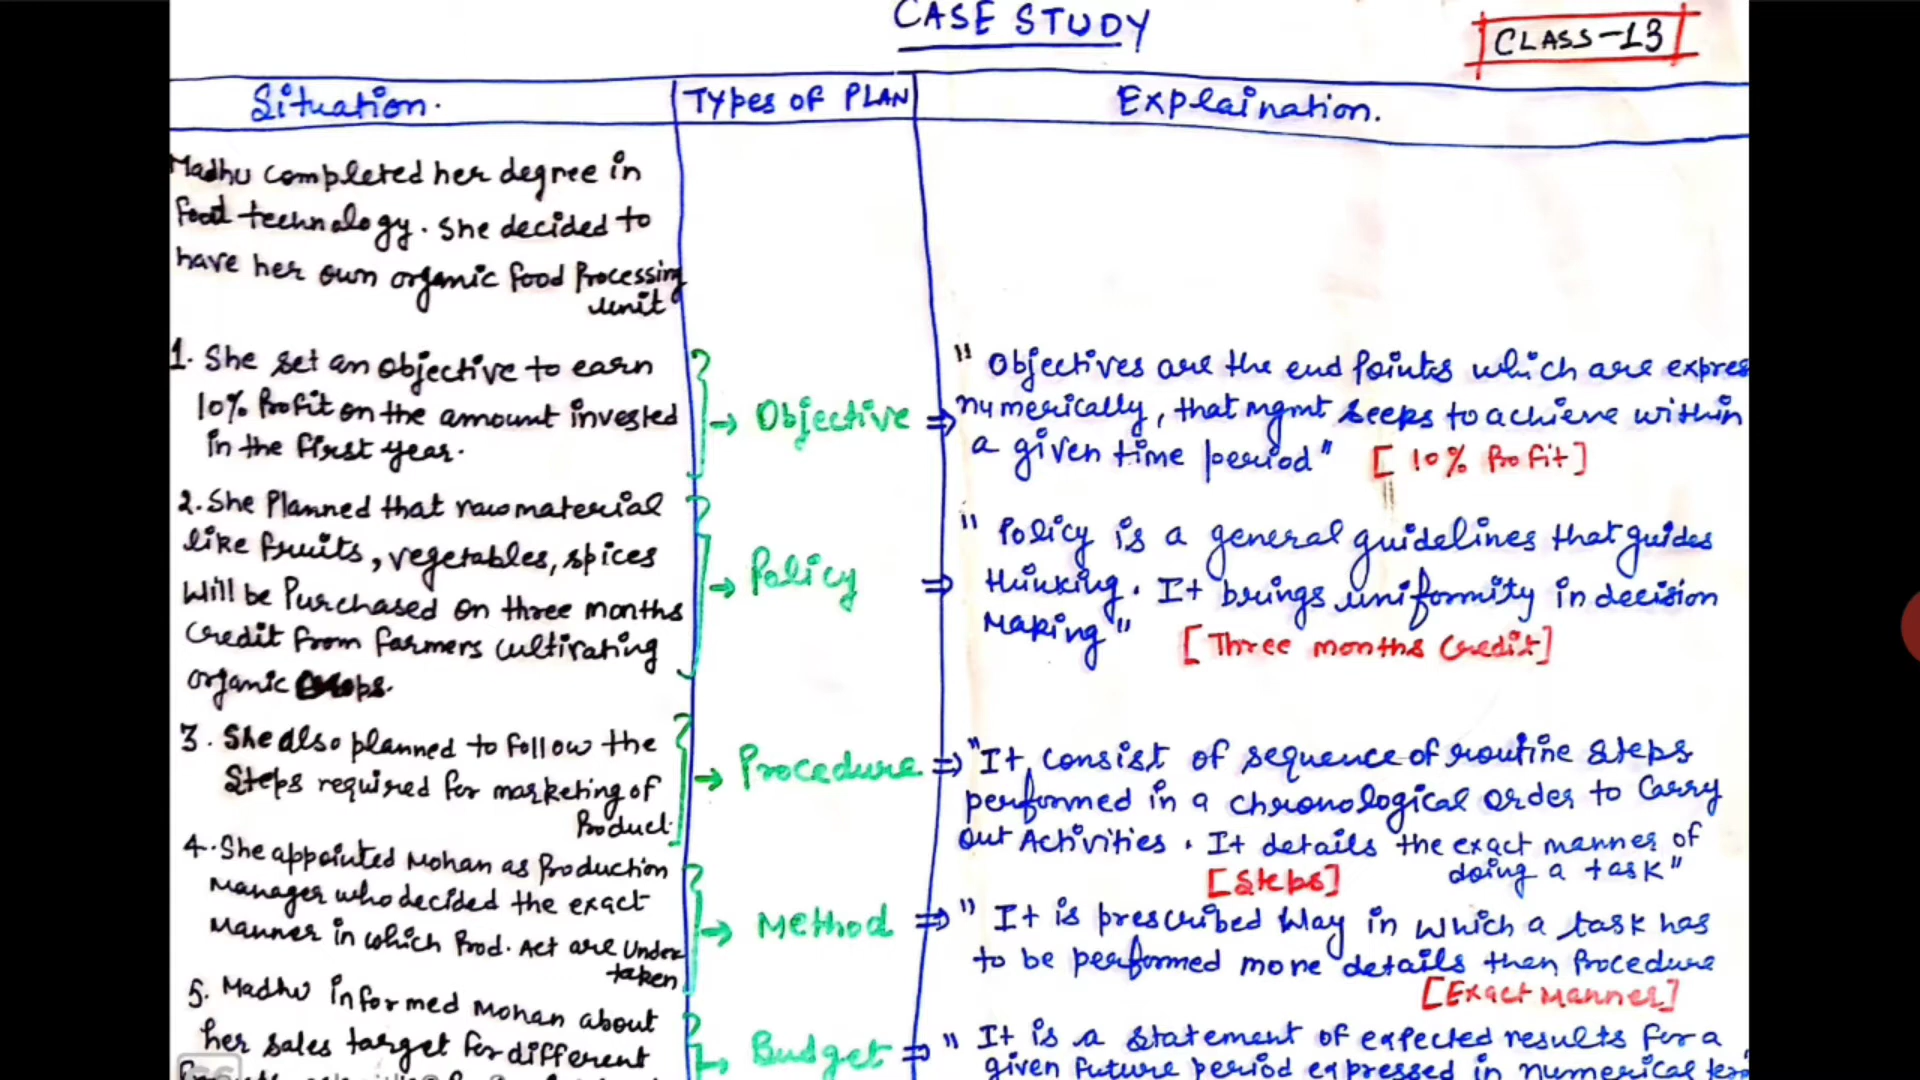 CASE STUDY
CLASS-13
Situation.
Types of PLAN
Explaination.
Madhu completed her degree in
food technology. She decided to
have her own organic food Processing
unit
1. She set an objective to earn
10% Profit on the amount invested
in the first year.
Objective ⇒
" Objectives are the end points which are expres
numerically, that mgmt seeks to achieve within
a given time period" [ 10% Profit]
2. She Planned that raw material
like fruits, vegetables, spices
Will be Purchased on three months
Credit from farmers cultivating
organic
→ Policy ⇒
" Policy is a general guidelines that guides
thinking. It brings uniformity in decision
Making" [Three months Credit]
3. She also planned to follow the
Steps required for marketing of
Product.
→ Procedure ⇒
"It consist of sequence of routine steps
performed in a chronological order to Carry
out Activities. It details the exact manner of
doing a task"
[Steps]
4. She appointed Mohan as Production
Manager who decided the exact
Manner in which Prod. Act are Under
taken
→ Method ⇒
" It is prescribed Way in which a task has
to be performed more details than Procedure
[Exact Manner]
5. Madhu informed Mohan about
her sales target for different
→ Budget ⇒
" It is a statement of expected results for a
given future period expressed in numerical